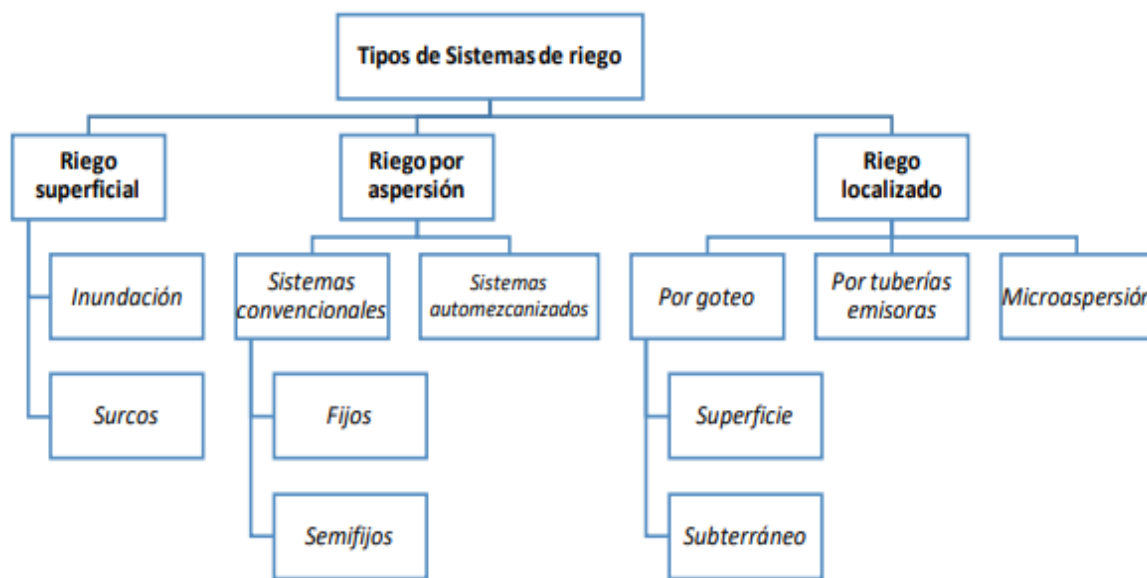 Tipos de Sistemas de riego
Riego
superficial
Riego por
aspersión
Riego
localizado
Inundación
Sistemas
convencionales
Sistemas
automezcanizados
Por goteo
Por tuberías
emisoras
Microaspersión
Surcos
Fijos
Superficie
Semifijos
Subterráneo